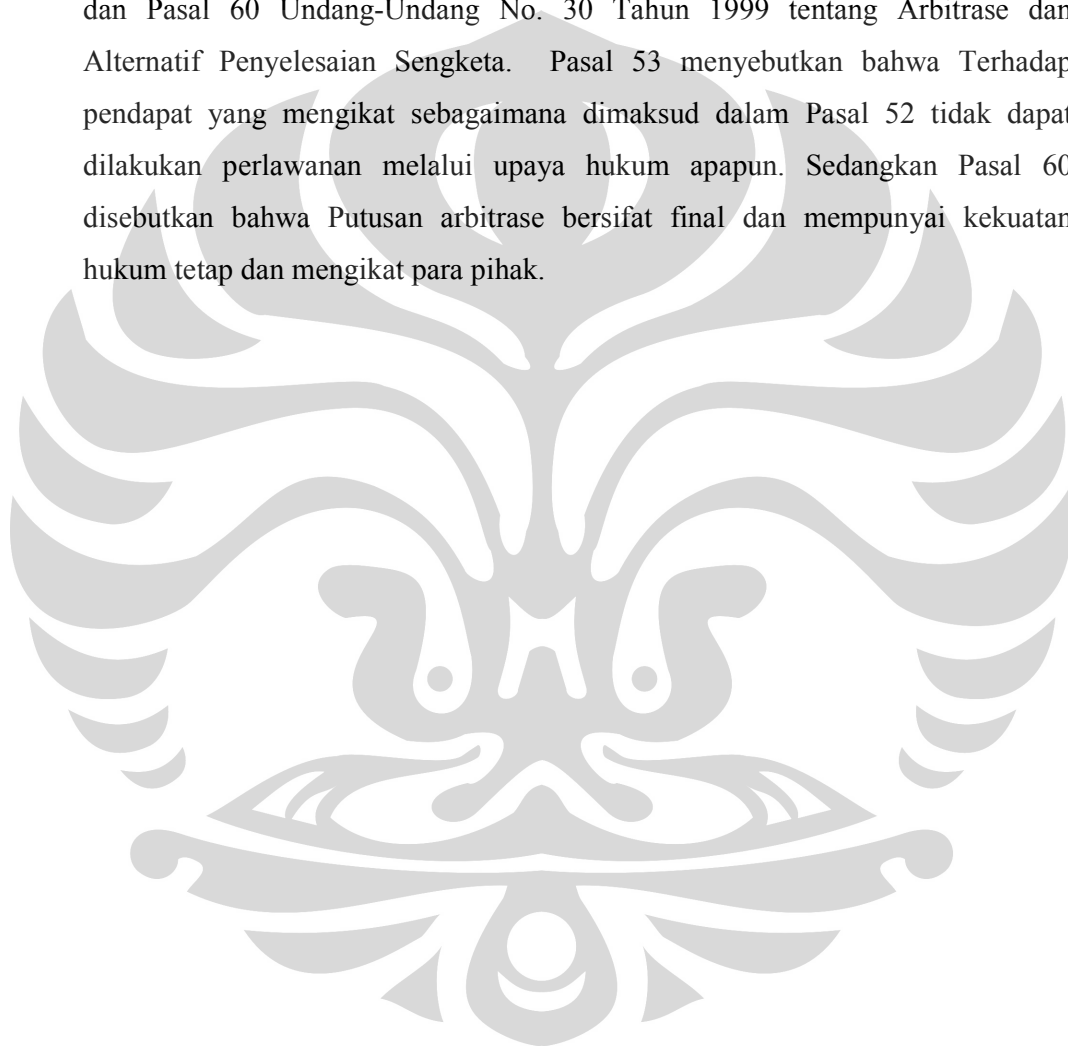 dan Pasal 60 Undang-Undang No. 30 Tahun 1999 tentang Arbitrase dan
Alternatif Penyelesaian Sengketa. Pasal 53 menyebutkan bahwa Terhadap
pendapat yang mengikat sebagaimana dimaksud dalam Pasal 52 tidak dapat
dilakukan perlawanan melalui upaya hukum apapun. Sedangkan Pasal 60
disebutkan bahwa Putusan arbitrase bersifat final dan mempunyai kekuatan
hukum tetap dan mengikat para pihak.